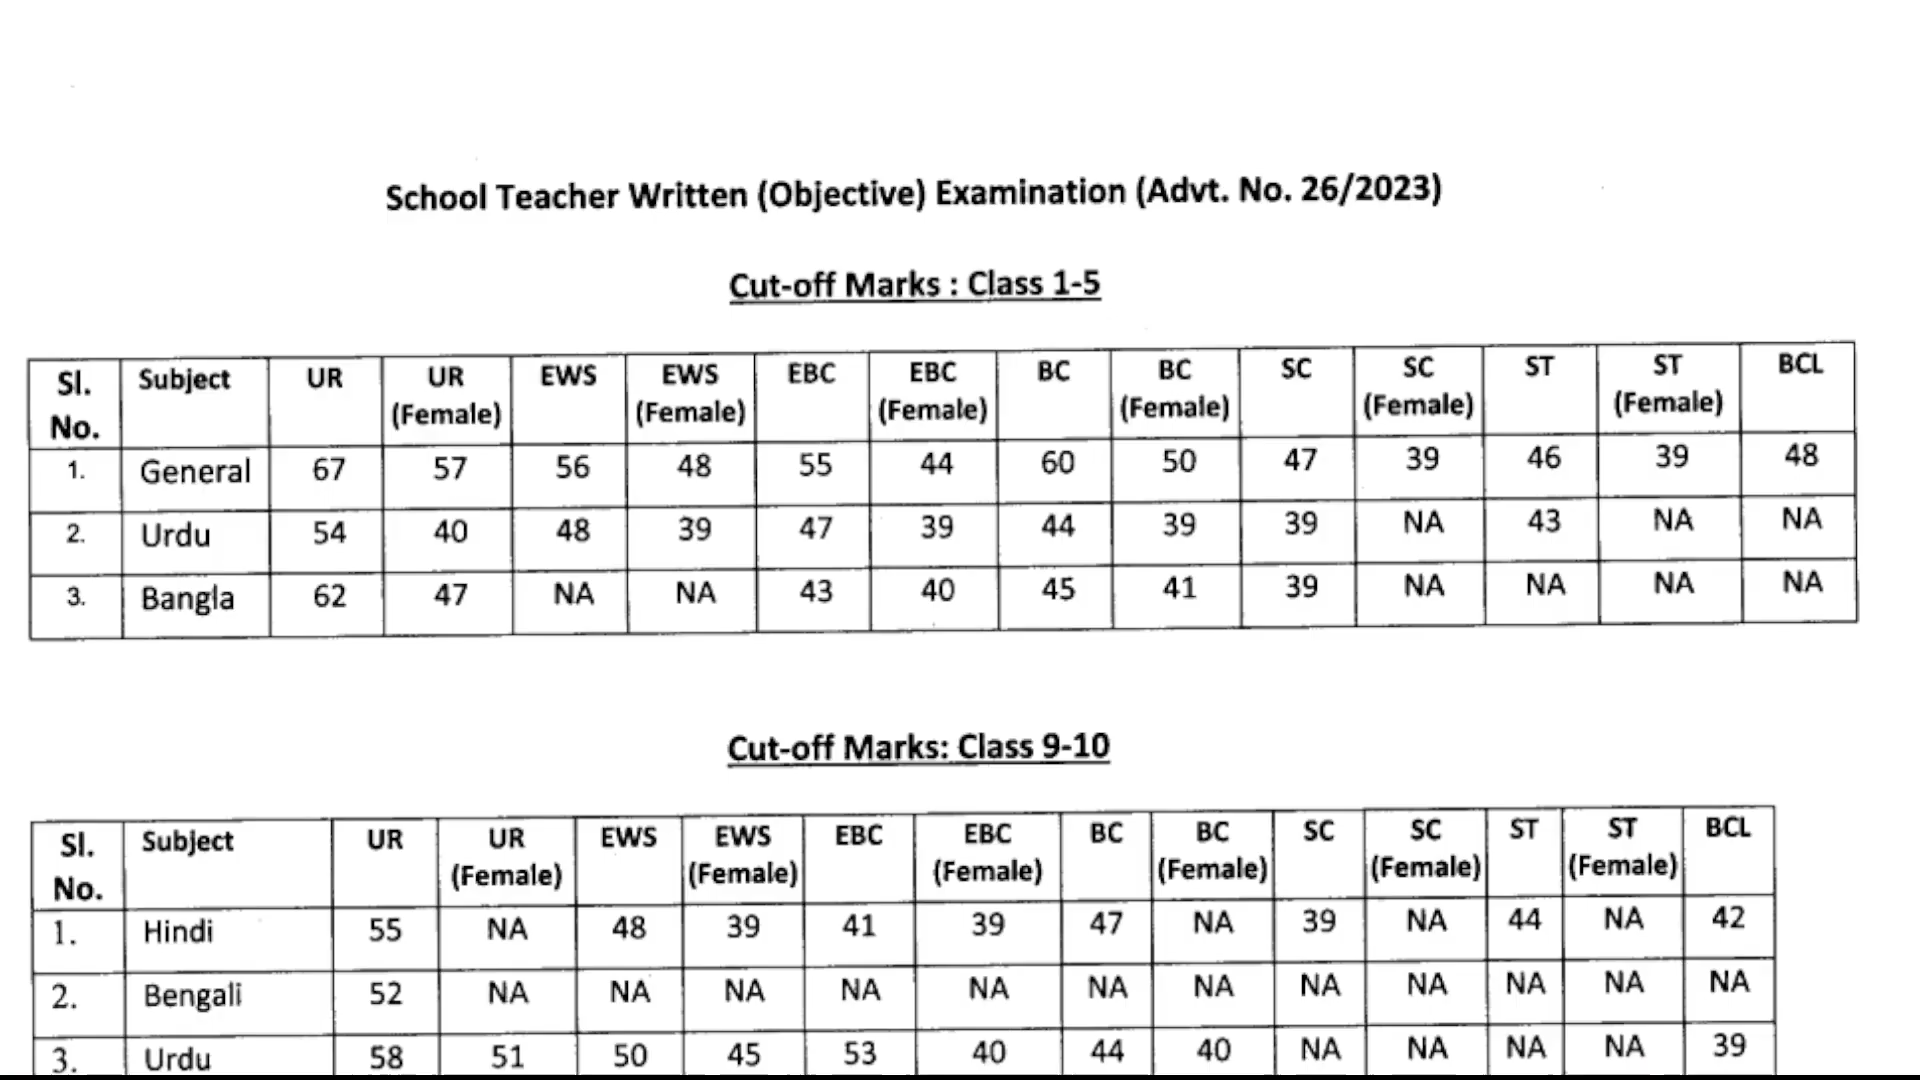 School Teacher Written (Objective) Examination (Advt. No. 26/2023)
Cut-off Marks : Class 1-5
Sl. No. Subject UR UR (Female) EWS EWS (Female) EBC EBC (Female) BC BC (Female) SC SC (Female) ST ST (Female) BCL
1. General 67 57 56 48 55 44 60 50 47 39 46 39 48
2. Urdu 54 40 48 39 47 39 44 39 39 NA 43 NA NA
3. Bangla 62 47 NA NA 43 40 45 41 39 NA NA NA NA
Cut-off Marks: Class 9-10
Sl. No. Subject UR UR (Female) EWS EWS (Female) EBC EBC (Female) BC BC (Female) SC SC (Female) ST ST (Female) BCL
1. Hindi 55 NA 48 39 41 39 47 NA 39 NA 44 NA 42
2. Bengali 52 NA NA NA NA NA NA NA NA NA NA NA NA
3. Urdu 58 51 50 45 53 40 44 40 NA NA NA NA 39